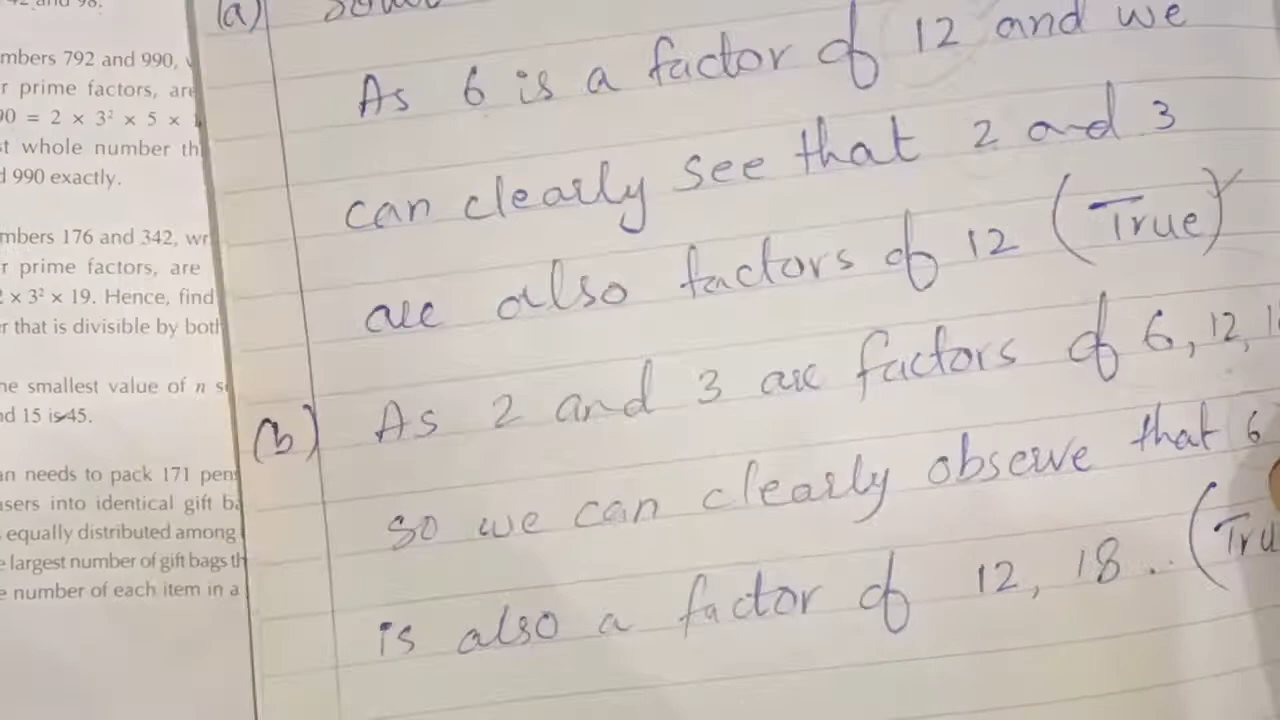 mbers 792 and 990,
r prime factors, are
90 = 2 × 3² × 5 ×
st whole number th
d 990 exactly.
mbers 176 and 342, wr
r prime factors, are
2 × 3² × 19. Hence, find
r that is divisible by both
he smallest value of n s
nd 15 is 45.
an needs to pack 171 pens
asers into identical gift b
equally distributed among
e largest number of gift bags th
e number of each item in a
(a)
As 6 is a factor of 12 and we
can clearly see that 2 and 3
are also factors of 12 (True)
(b) As 2 and 3 are factors of 6, 12,
so we can clearly observe that 6
is also a factor of 12, 18.. (Tru